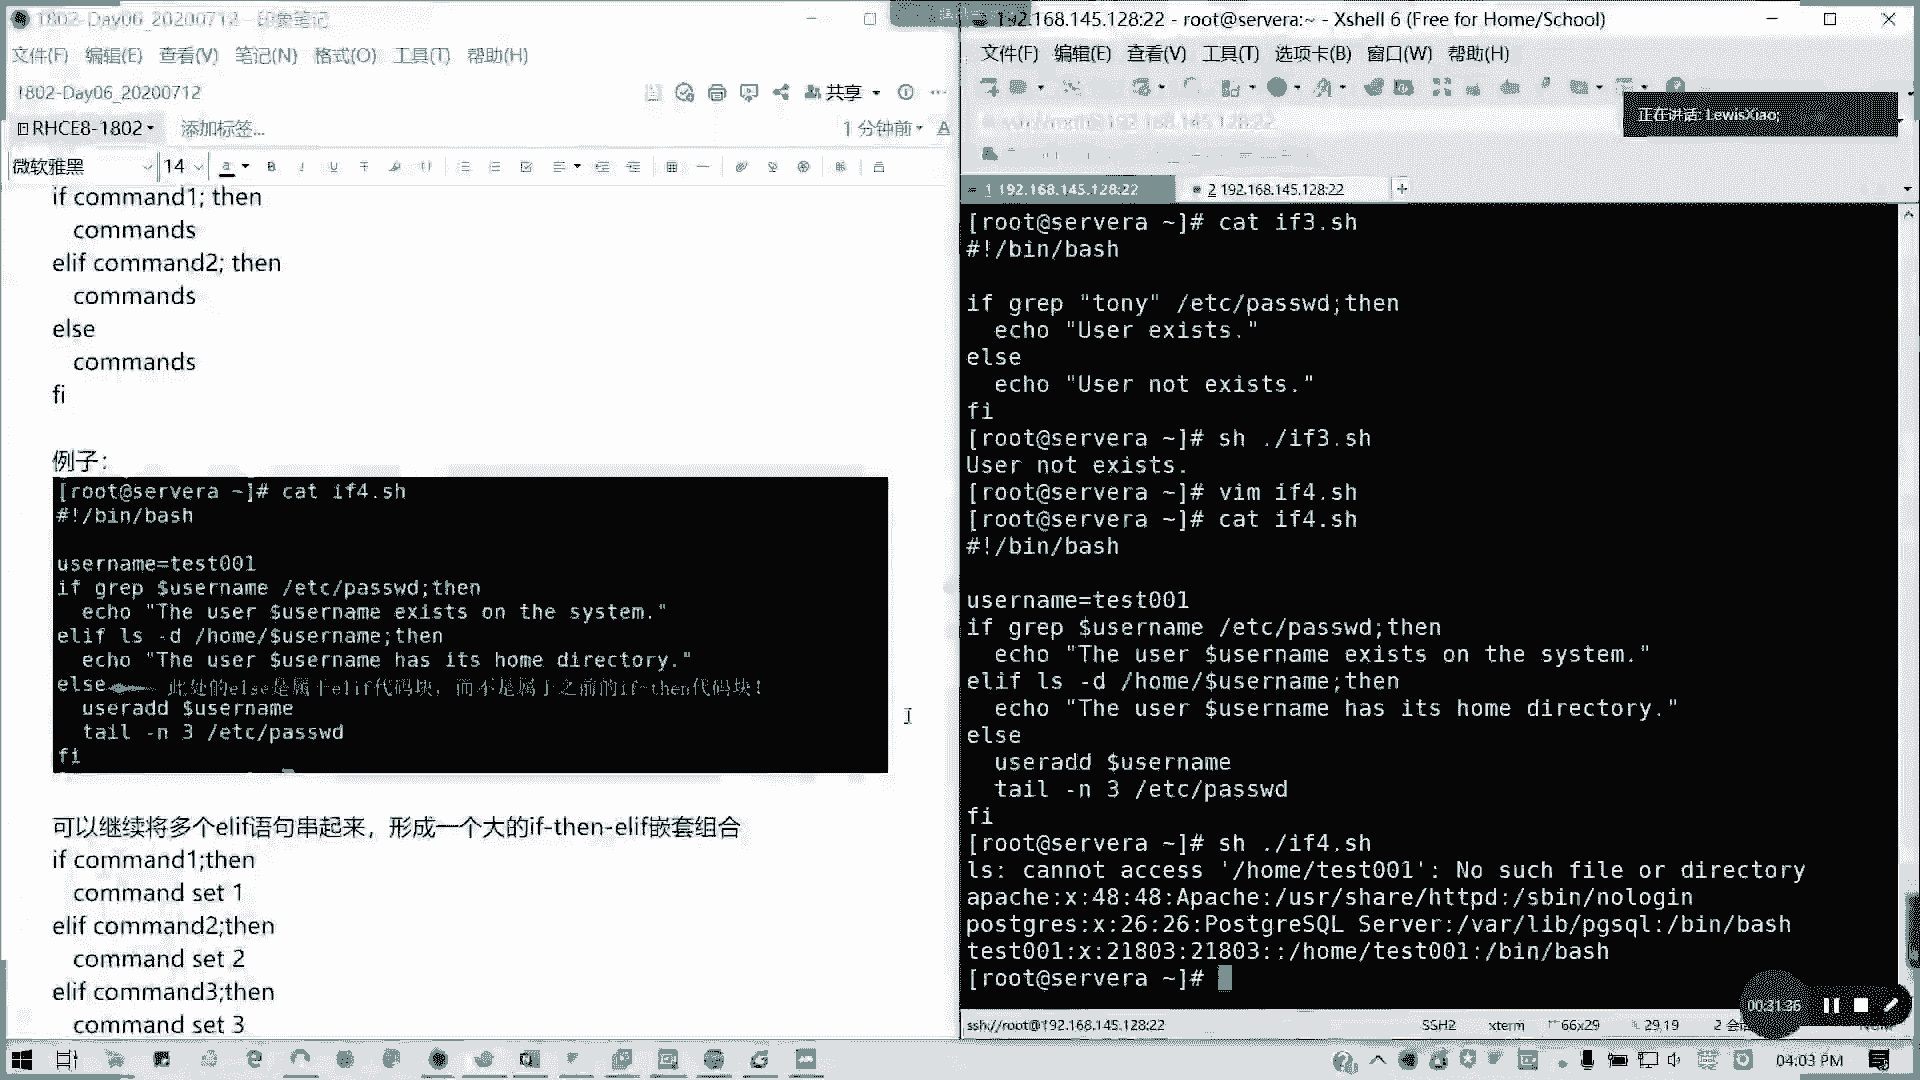 1802-Day06_20200712 - 印象笔记
文件(F) 编辑(E) 查看(V) 笔记(N) 格式(O) 工具(T) 帮助(H)
1802-Day06_20200712
共享
RHCE8-1802 添加标签...
1 分钟前
微软雅黑 14
if command1; then
commands
elif command2; then
commands
else
commands
fi
例子：
[root@servera ~]# cat if4.sh
#!/bin/bash
username=test001
if grep $username /etc/passwd;then
echo "The user $username exists on the system."
elif ls -d /home/$username;then
echo "The user $username has its home directory."
else 此处的else是属于elif代码块，而不是属于之前的if-then代码块！
useradd $username
tail -n 3 /etc/passwd
fi
可以继续将多个elif语句串起来，形成一个大的if-then-elif嵌套组合
if command1;then
command set 1
elif command2;then
command set 2
elif command3;then
command set 3
192.168.145.128:22 - root@servera:~ - Xshell 6 (Free for Home/School)
文件(F) 编辑(E) 查看(V) 工具(T) 选项卡(B) 窗口(W) 帮助(H)
正在讲话: LewisXiao;
1 192.168.145.128:22 2 192.168.145.128:22
[root@servera ~]# cat if3.sh
#!/bin/bash
if grep "tony" /etc/passwd;then
echo "User exists."
else
echo "User not exists."
fi
[root@servera ~]# sh ./if3.sh
User not exists.
[root@servera ~]# vim if4.sh
[root@servera ~]# cat if4.sh
#!/bin/bash
username=test001
if grep $username /etc/passwd;then
echo "The user $username exists on the system."
elif ls -d /home/$username;then
echo "The user $username has its home directory."
else
useradd $username
tail -n 3 /etc/passwd
fi
[root@servera ~]# sh ./if4.sh
ls: cannot access '/home/test001': No such file or directory
apache:x:48:48:Apache:/usr/share/httpd:/sbin/nologin
postgres:x:26:26:PostgreSQL Server:/var/lib/pgsql:/bin/bash
test001:x:21803:21803::/home/test001:/bin/bash
[root@servera ~]#
00:21:26
ssh://root@192.168.145.128:22 SSH2 xterm 66x29 29,19
04:03 PM